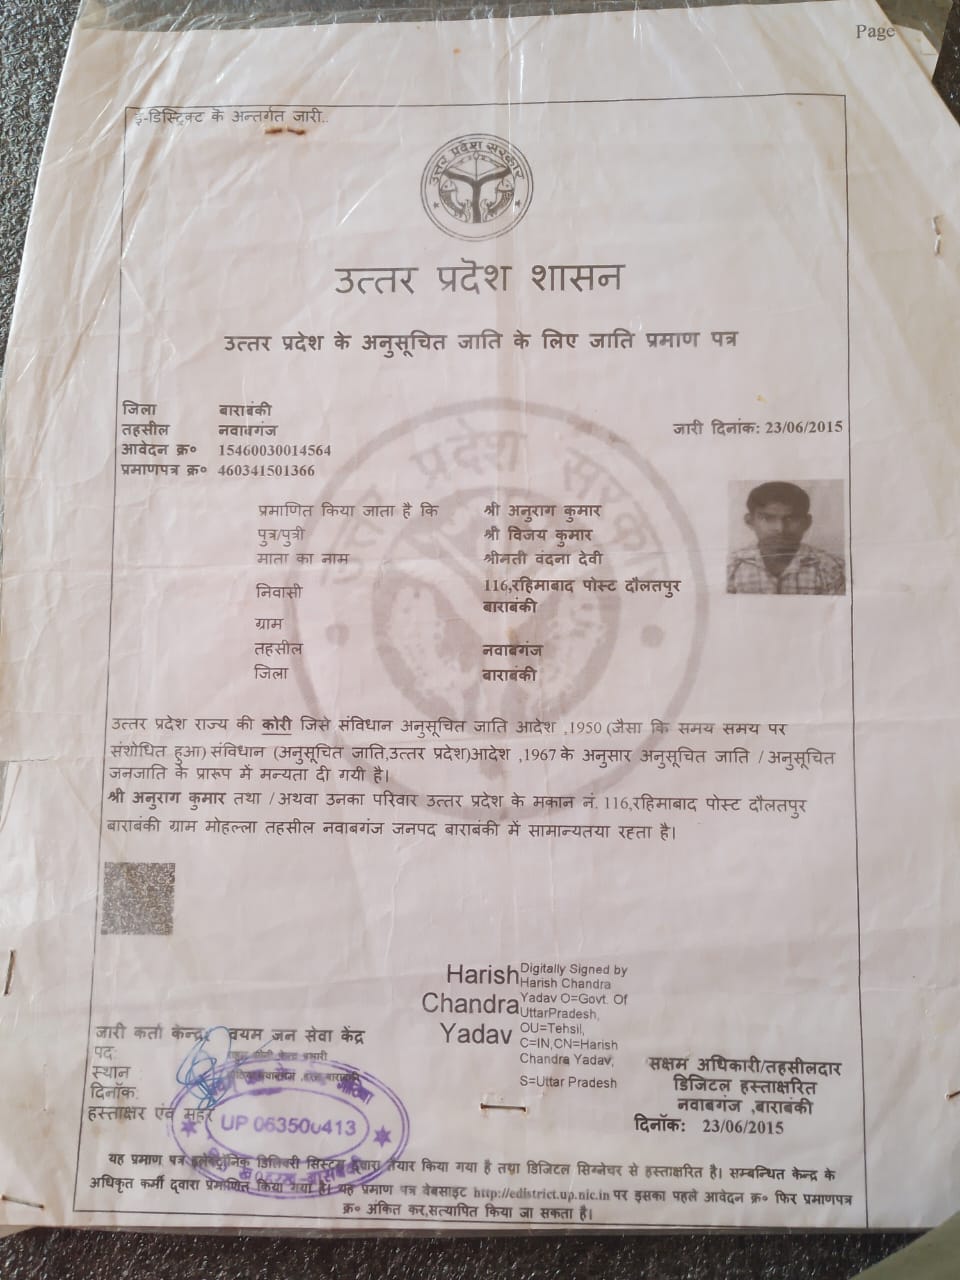 Page
ई-डिस्ट्रिक्ट के अन्तर्गत जारी..
उत्तर प्रदेश सरकार
उत्तर प्रदेश शासन
उत्तर प्रदेश के अनुसूचित जाति के लिए जाति प्रमाण पत्र
जिला बाराबंकी
तहसील नवाबगंज जारी दिनांक: 23/06/2015
आवेदन क्र० 15460030014564
प्रमाणपत्र क्र० 460341501366
प्रमाणित किया जाता है कि श्री अनुराग कुमार
पुत्र/पुत्री श्री विजय कुमार
माता का नाम श्रीमती वंदना देवी
निवासी 116,रहिमाबाद पोस्ट दौलतपुर
बाराबंकी
ग्राम
तहसील नवाबगंज
जिला बाराबंकी
उत्तर प्रदेश राज्य की कोरी जिसे संविधान अनुसूचित जाति आदेश ,1950 (जैसा कि समय समय पर
संशोधित हुआ) संविधान (अनुसूचित जाति,उत्तर प्रदेश)आदेश ,1967 के अनुसार अनुसूचित जाति / अनुसूचित
जनजाति के प्रारूप में मन्यता दी गयी है।
श्री अनुराग कुमार तथा / अथवा उनका परिवार उत्तर प्रदेश के मकान नं. 116,रहिमाबाद पोस्ट दौलतपुर
बाराबंकी ग्राम मोहल्ला तहसील नवाबगंज जनपद बाराबंकी में सामान्यतया रहता है।
Harish
Chandra
Yadav
Digitally Signed by
Harish Chandra
Yadav O=Govt. Of
UttarPradesh,
OU=Tehsil,
C=IN,CN=Harish
Chandra Yadav,
S=Uttar Pradesh
जारी कर्ता केन्द्र: वयम जन सेवा केंद्र
पद:
स्थान
दिनाँक:
हस्ताक्षर एवं मुहर
UP 063500413
सक्षम अधिकारी/तहसीलदार
डिजिटल हस्ताक्षरित
नवाबगंज ,बाराबंकी
दिनाँक: 23/06/2015
यह प्रमाण पत्र इलेक्ट्रॉनिक डिलिवरी सिस्टम द्वारा तैयार किया गया है तथा डिजिटल सिग्नेचर से हस्ताक्षरित है। सम्बन्धित केन्द्र के
अधिकृत कर्मी द्वारा प्रमाणित किया गया है। यह प्रमाण पत्र वेबसाइट http://edistrict.up.nic.in पर इसका पहले आवेदन क्र० फिर प्रमाणपत्र
क्र० अंकित कर,सत्यापित किया जा सकता है।